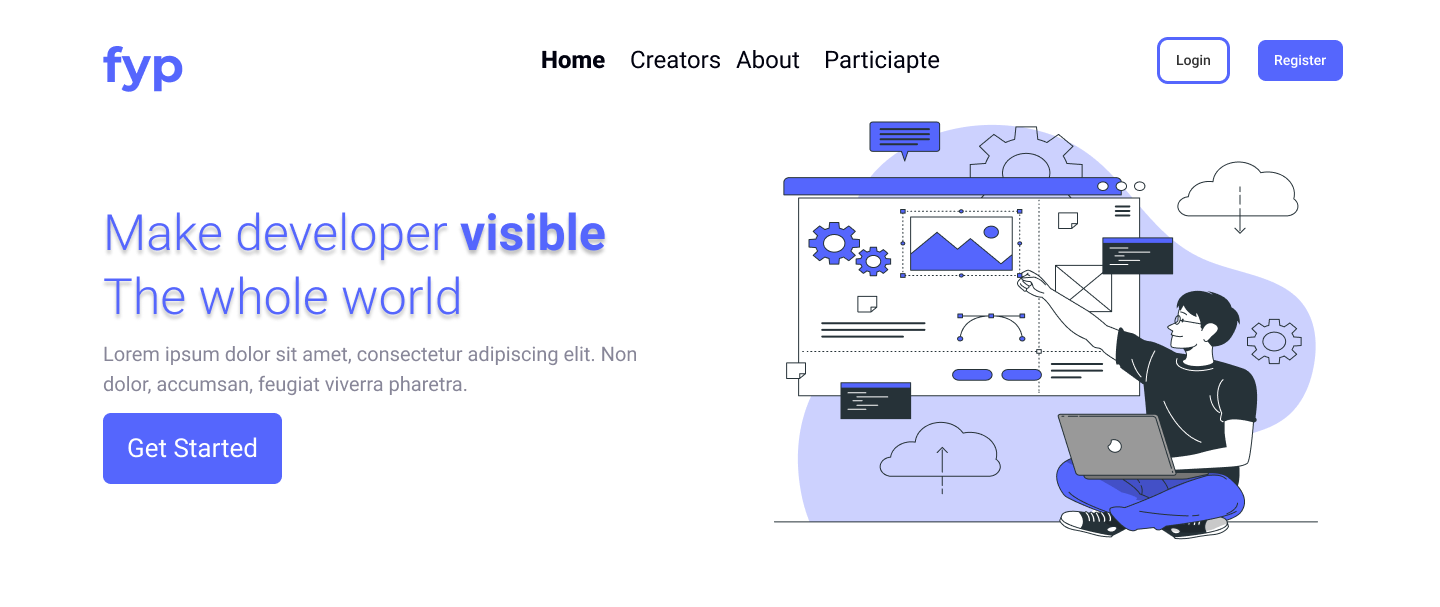 fyp
Home Creators About Particiapte
Login
Register
Make developer visible
The whole world
Lorem ipsum dolor sit amet, consectetur adipiscing elit. Non
dolor, accumsan, feugiat viverra pharetra.
Get Started